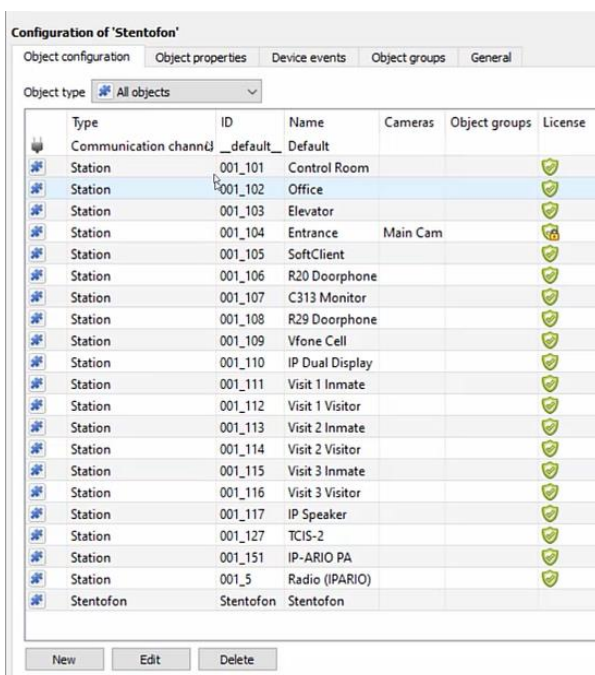 Configuration of 'Stentofon'
Object configuration Object properties Device events Object groups General
Object type All objects
Type ID Name Cameras Object groups License
Communication channel __default__ Default
Station 001_101 Control Room
Station 001_102 Office
Station 001_103 Elevator
Station 001_104 Entrance Main Cam
Station 001_105 SoftClient
Station 001_106 R20 Doorphone
Station 001_107 C313 Monitor
Station 001_108 R29 Doorphone
Station 001_109 Vfone Cell
Station 001_110 IP Dual Display
Station 001_111 Visit 1 Inmate
Station 001_112 Visit 1 Visitor
Station 001_113 Visit 2 Inmate
Station 001_114 Visit 2 Visitor
Station 001_115 Visit 3 Inmate
Station 001_116 Visit 3 Visitor
Station 001_117 IP Speaker
Station 001_127 TCIS-2
Station 001_151 IP-ARIO PA
Station 001_5 Radio (IPARIO)
Stentofon Stentofon Stentofon
New Edit Delete